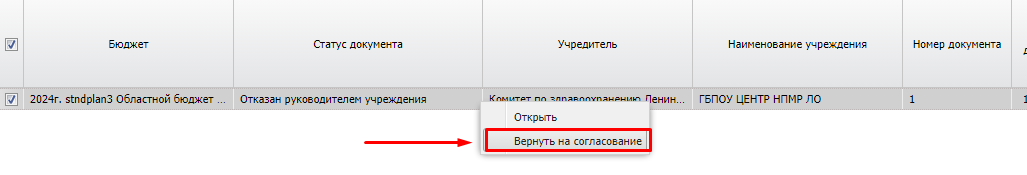 Бюджет Статус документа Учредитель Наименование учреждения Номер документа
2024г. stndplan3 Областной бюджет ... Отказан руководителем учреждения Комитет по здравоохранению Ленин... ГБПОУ ЦЕНТР НПМР ЛО 1 1
Открыть
Вернуть на согласование